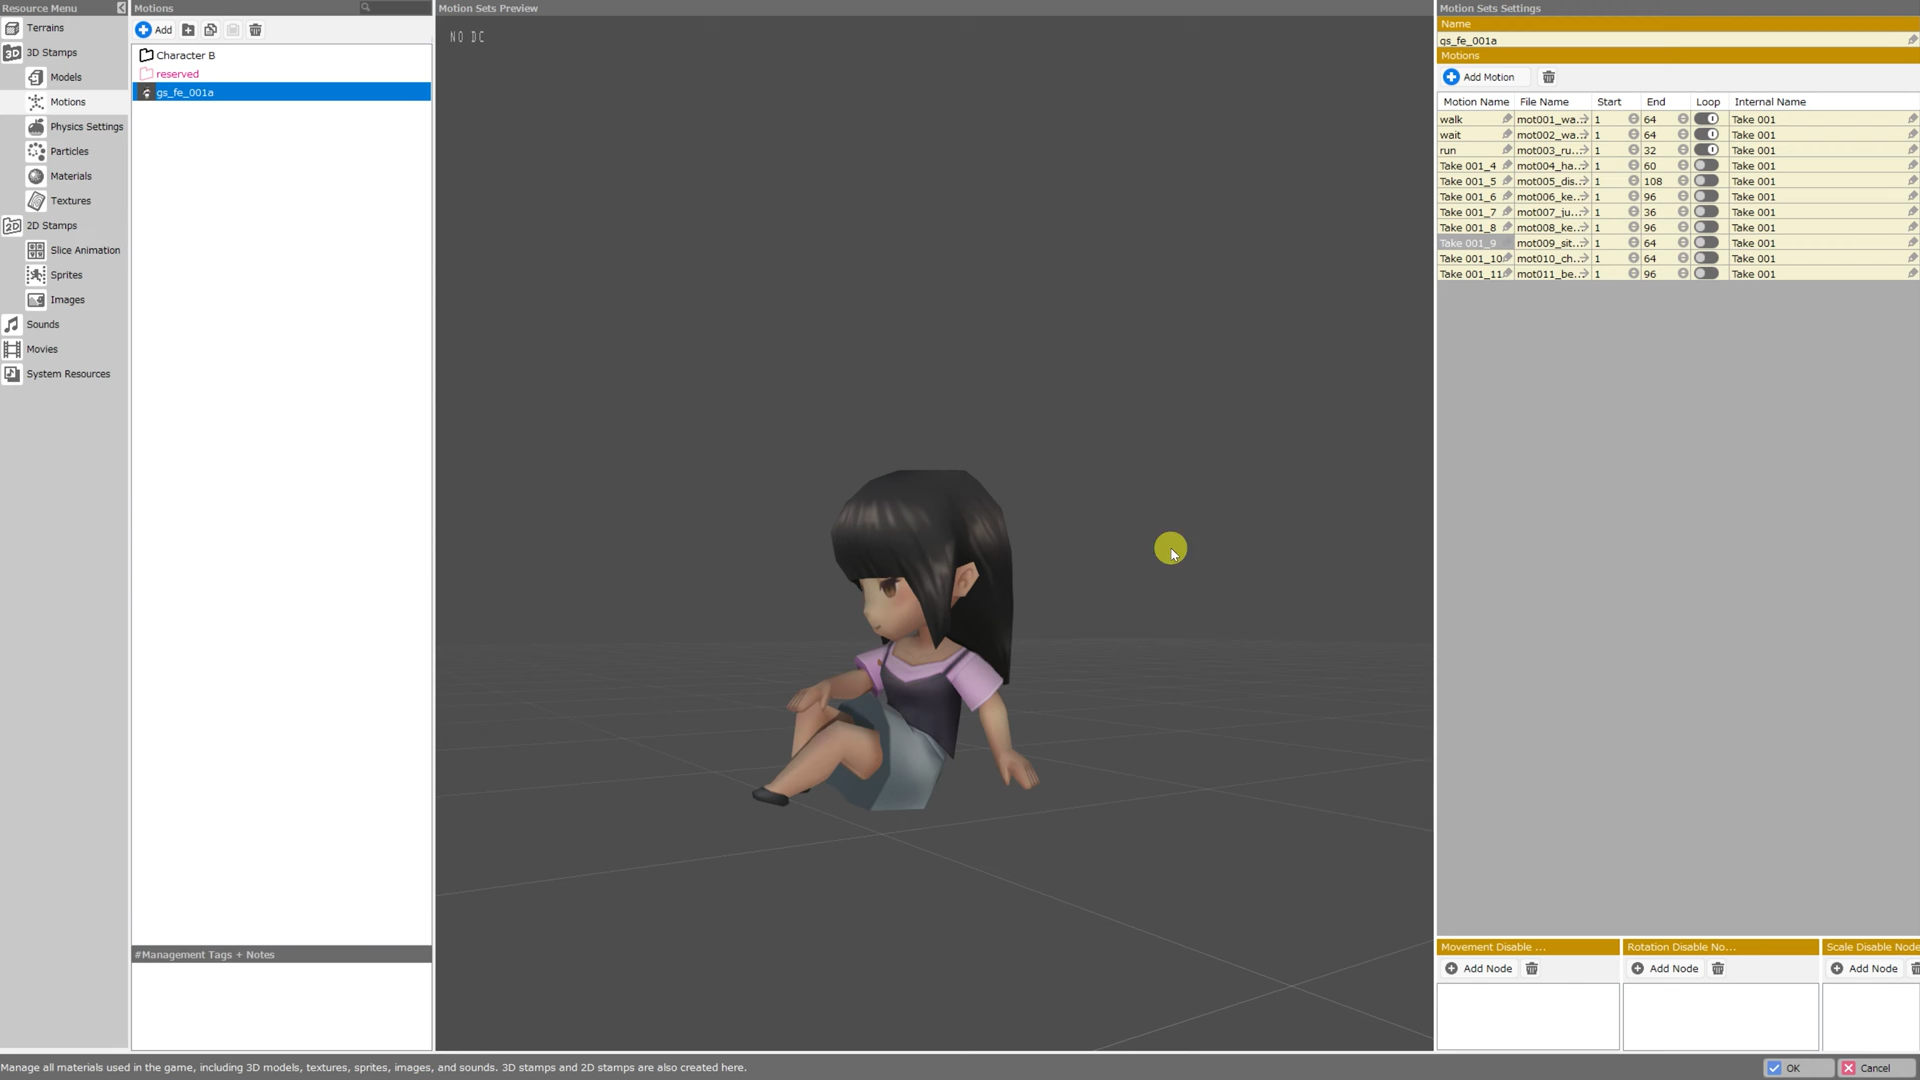 Resource Menu
Terrains
3D Stamps
Models
Motions
Physics Settings
Particles
Materials
Textures
2D Stamps
Slice Animation
Sprites
Images
Sounds
Movies
System Resources
Motions
Add
Character B
reserved
gs_fe_001a
#Management Tags + Notes
Motion Sets Preview
NO DC
Motion Sets Settings
Name
gs_fe_001a
Motions
Add Motion
Motion Name File Name Start End Loop Internal Name
walk mot001_wa... 1 64 Take 001
wait mot002_wa... 1 64 Take 001
run mot003_ru... 1 32 Take 001
Take 001_4 mot004_ha... 1 60 Take 001
Take 001_5 mot005_dis... 1 108 Take 001
Take 001_6 mot006_ke... 1 96 Take 001
Take 001_7 mot007_ju... 1 36 Take 001
Take 001_8 mot008_ke... 1 96 Take 001
Take 001_9 mot009_sit... 1 64 Take 001
Take 001_10 mot010_ch... 1 64 Take 001
Take 001_11 mot011_be... 1 96 Take 001
Movement Disable ... Rotation Disable No... Scale Disable Node
Add Node Add Node Add Node
Manage all materials used in the game, including 3D models, textures, sprites, images, and sounds. 3D stamps and 2D stamps are also created here.
OK Cancel